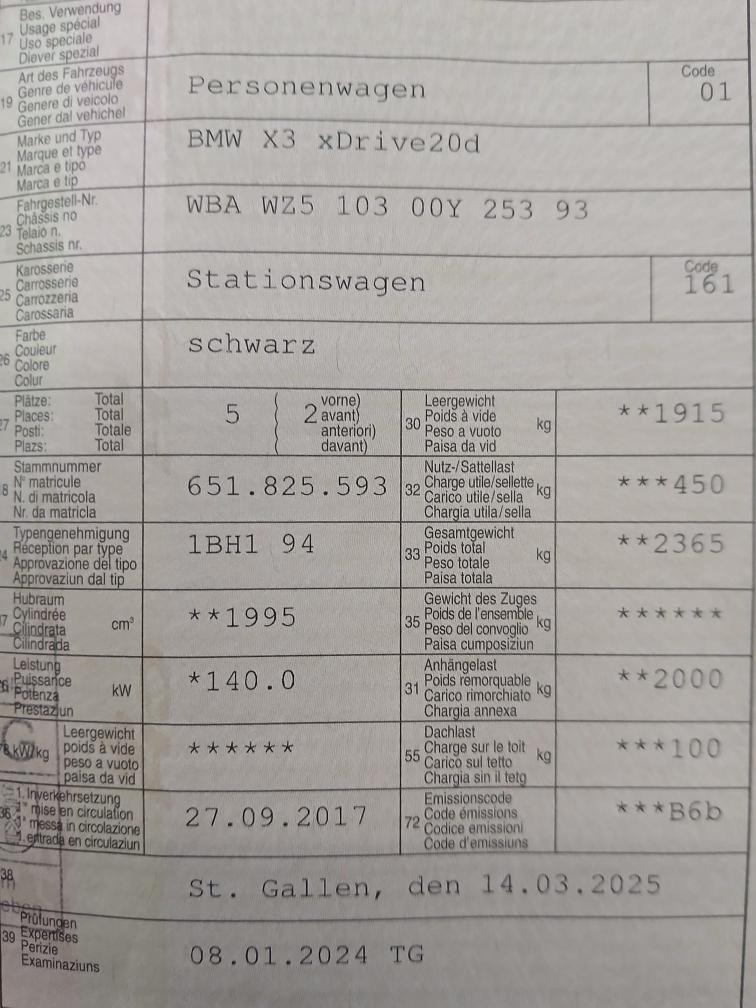 Bes. Verwendung
17 Usage spécial
Uso speciale
Diever spezial
Art des Fahrzeugs
19 Genre de véhicule
Genere di veicolo
Gener dal vehichel
Personenwagen
Code
01
Marke und Typ
21 Marque et type
Marca e tipo
Marca e tip
BMW X3 xDrive20d
Fahrgestell-Nr.
23 Châssis no
Telaio n.
Schassis nr.
WBA WZ5 103 00Y 253 93
Karosserie
25 Carrosserie
Carrozzeria
Carossaria
Stationswagen
Code
161
Farbe
26 Couleur
Colore
Colur
schwarz
Plätze: Total
27 Places: Total
Posti: Totale
Plazs: Total
5 ( 2 vorne)
avant)
anteriori)
davant)
Leergewicht
30 Poids à vide kg
Peso a vuoto
Paisa da vid
**1915
Stammnummer
N° matricule
N. di matricola
Nr. da matricla
651.825.593
Nutz-/Sattellast
32 Charge utile/sellette kg
Carico utile/sella
Chargia utila/sella
***450
Typengenehmigung
Réception par type
Approvazione del tipo
Approvaziun dal tip
1BH1 94
Gesamtgewicht
33 Poids total kg
Peso totale
Paisa totala
**2365
Hubraum
Cylindrée cm³
Cilindrata
Cilindrada
**1995
Gewicht des Zuges
35 Poids de l'ensemble kg
Peso del convoglio
Paisa cumposiziun
******
Leistung
Puissance kW
Potenza
Prestaziun
*140.0
Anhängelast
31 Poids remorquable kg
Carico rimorchiato
Chargia annexa
**2000
kW/kg
Leergewicht
poids à vide
peso a vuoto
paisa da vid
******
Dachlast
55 Charge sur le toit kg
Carico sul tetto
Chargia sin il tetg
***100
1. Inverkehrsetzung
36 1re mise en circulation
1a messa in circolazione
1. entrada en circulaziun
27.09.2017
Emissionscode
72 Code émissions
Codice emissioni
Code d'emissiuns
***B6b
38
St. Gallen, den 14.03.2025
Prüfungen
39 Expertises
Perizie
Examinaziuns
08.01.2024 TG